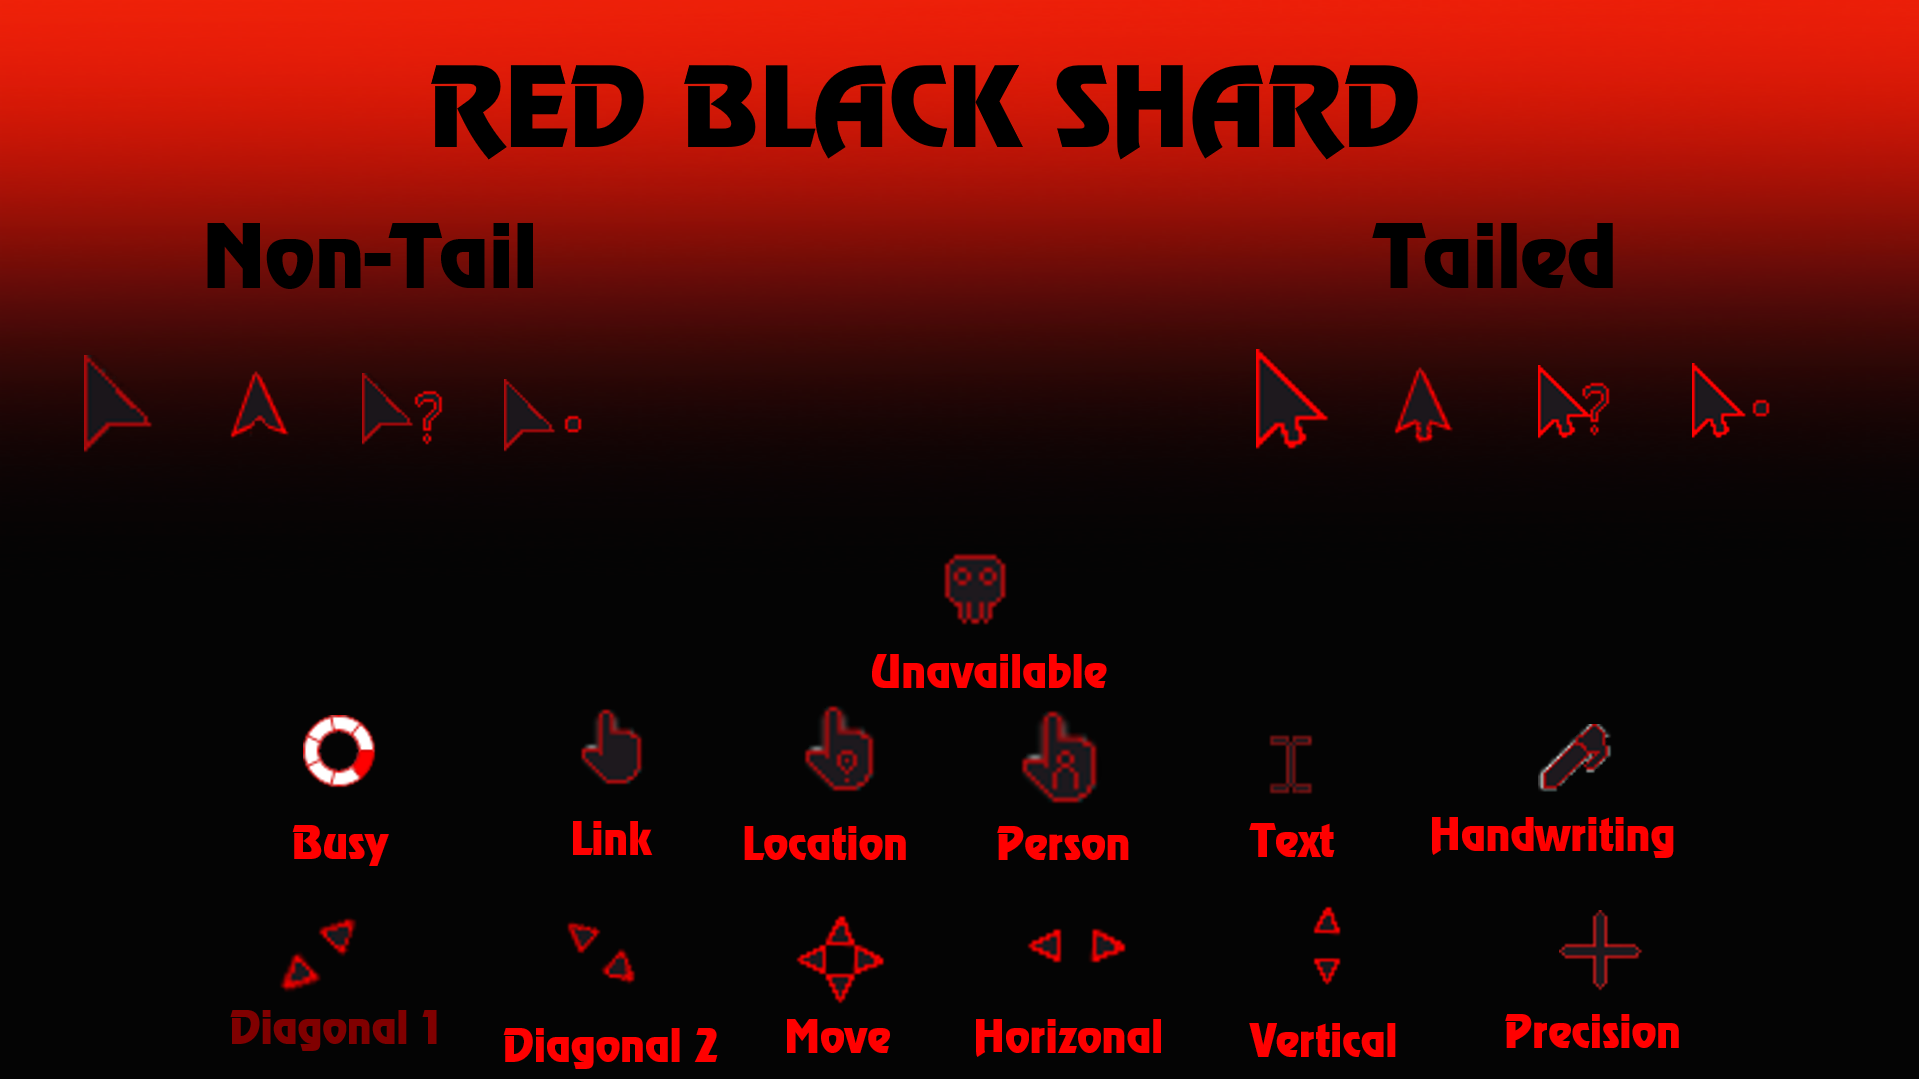 RED BLACK SHARD
Non-Tail
Tailed
?
?
Unavailable
Busy
Link
Location
Person
Text
Handwriting
Diagonal 1
Diagonal 2
Move
Horizonal
Vertical
Precision